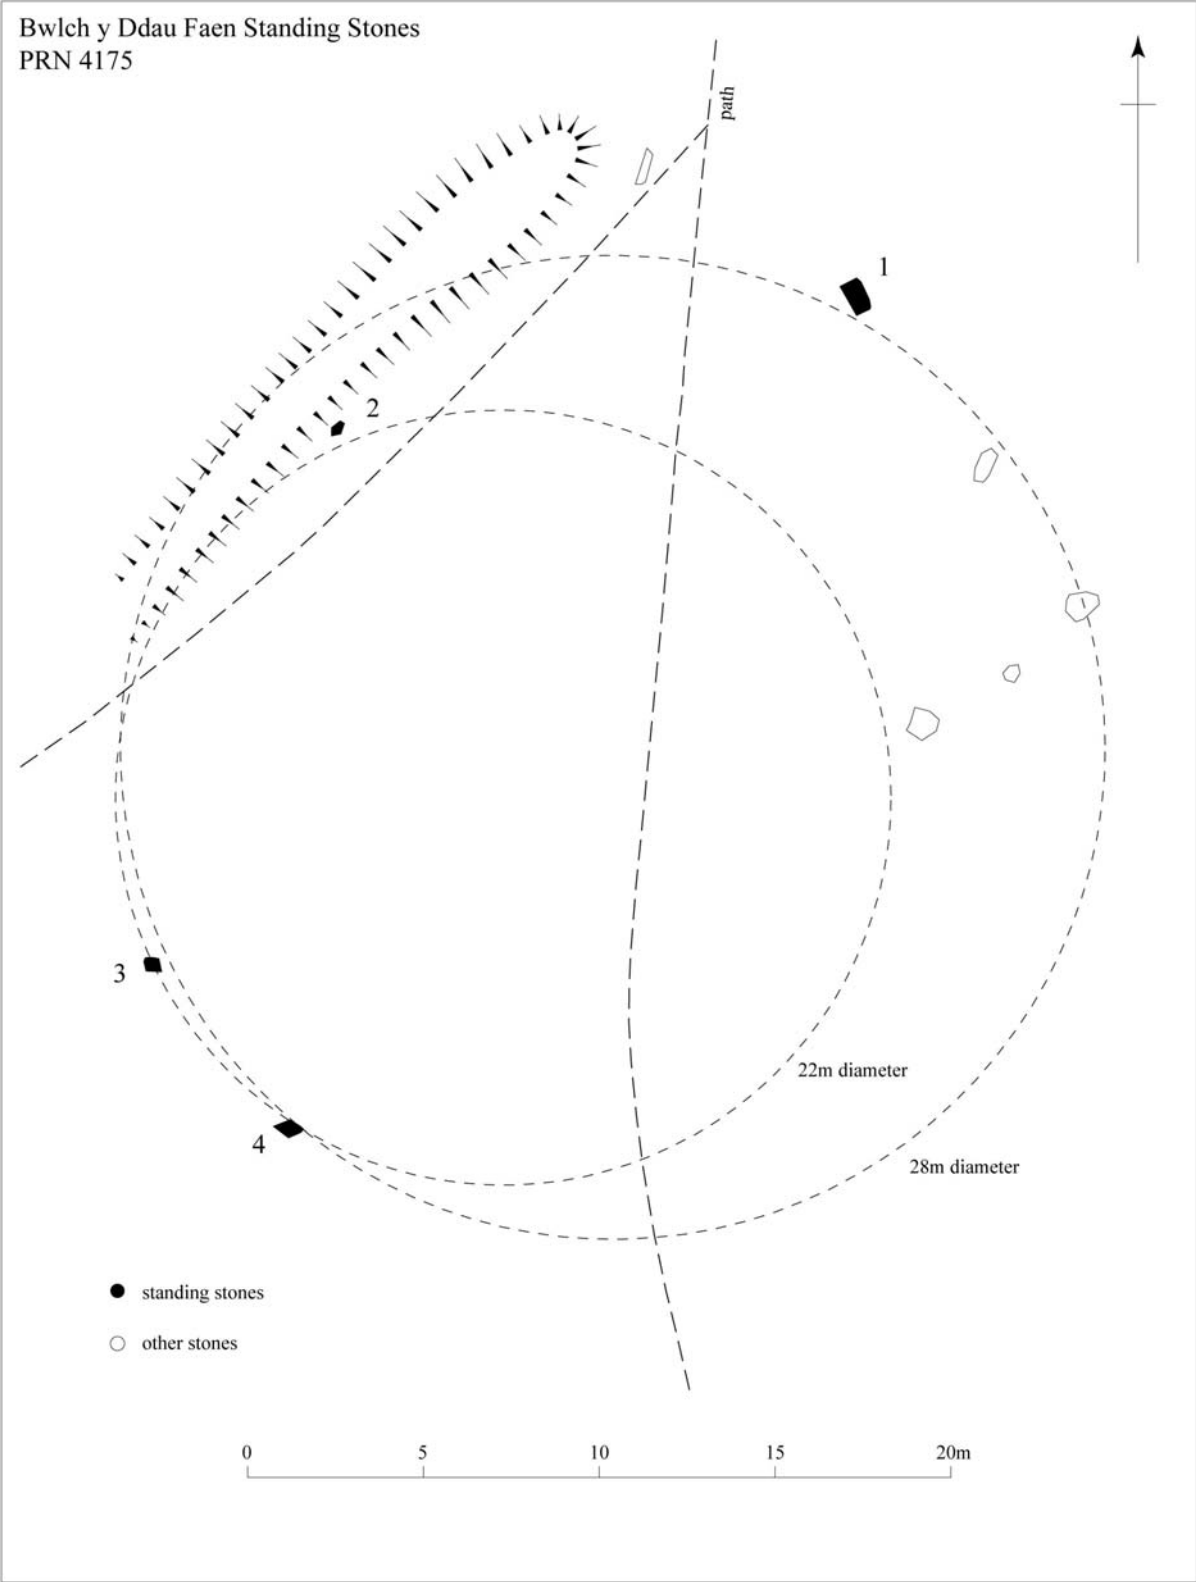 Bwlch y Ddau Faen Standing Stones
PRN 4175
path
1
2
3
4
22m diameter
28m diameter
standing stones
other stones
0 5 10 15 20m